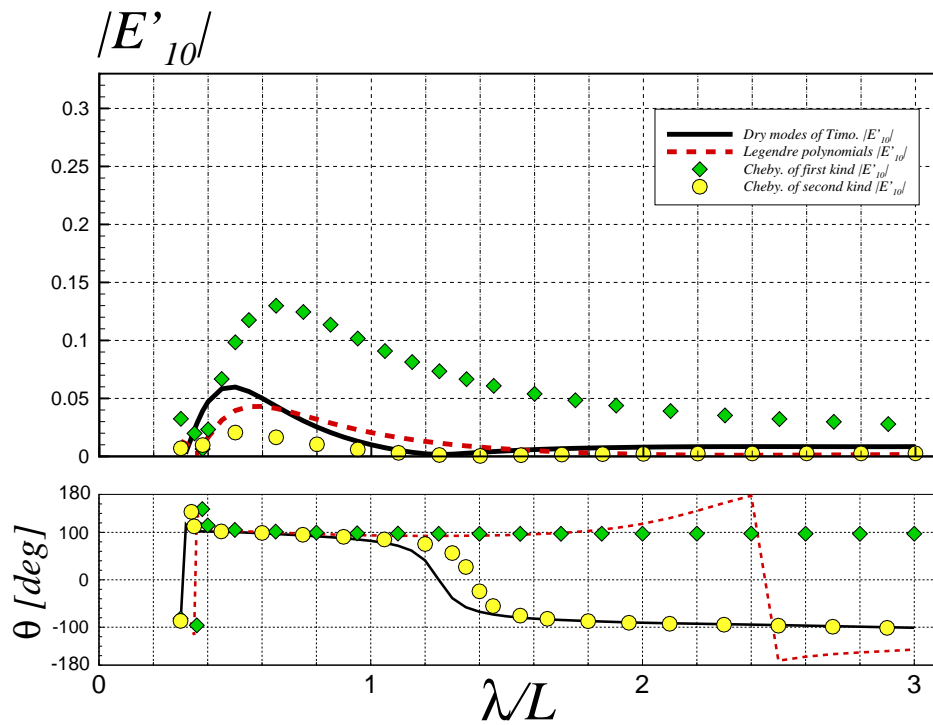 |E’10|
0.3
0.25
0.2
0.15
0.1
0.05
0
Dry modes of Timo. |E’10|
Legendre polynomials |E’10|
Cheby. of first kind |E’10|
Cheby. of second kind |E’10|
θ [deg]
180
100
0
-100
-180
0 1 2 3
λ/L